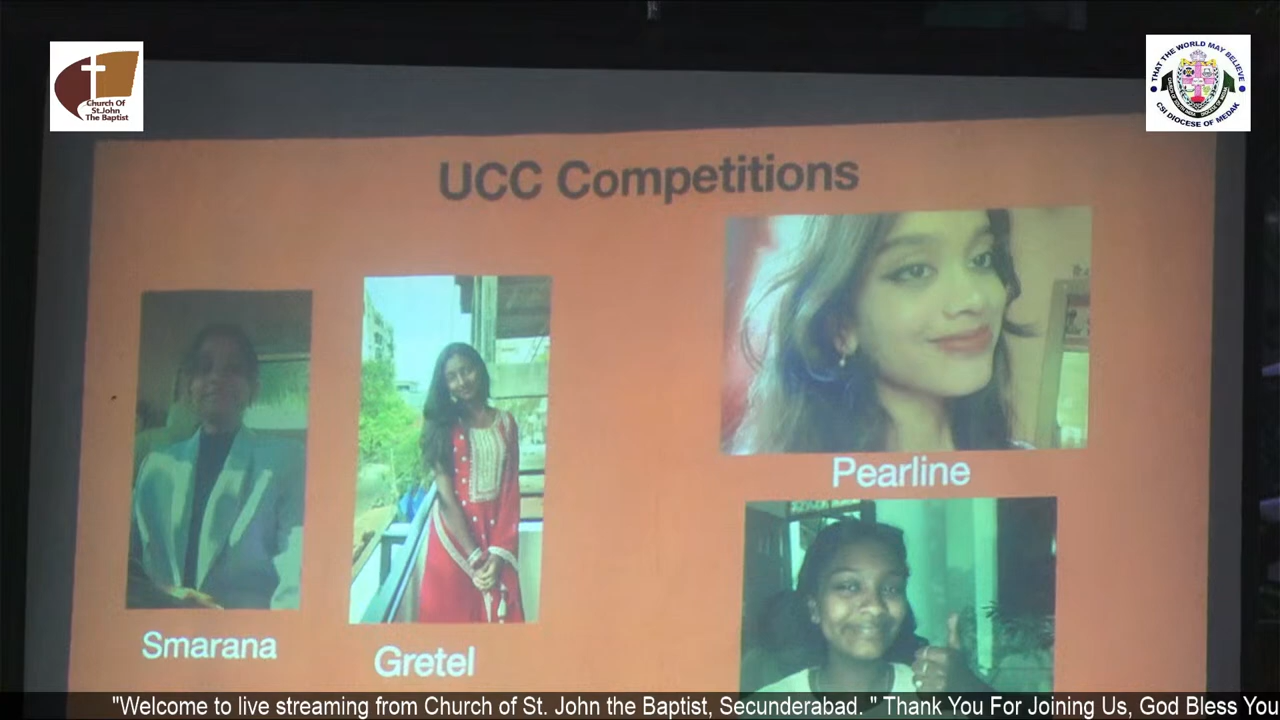 Church Of
St.John
The Baptist
THAT THE WORLD MAY BELIEVE
CSI DIOCESE OF MEDAK
UCC Competitions
Pearline
Smarana
Gretel
"Welcome to live streaming from Church of St. John the Baptist, Secunderabad. " Thank You For Joining Us, God Bless You